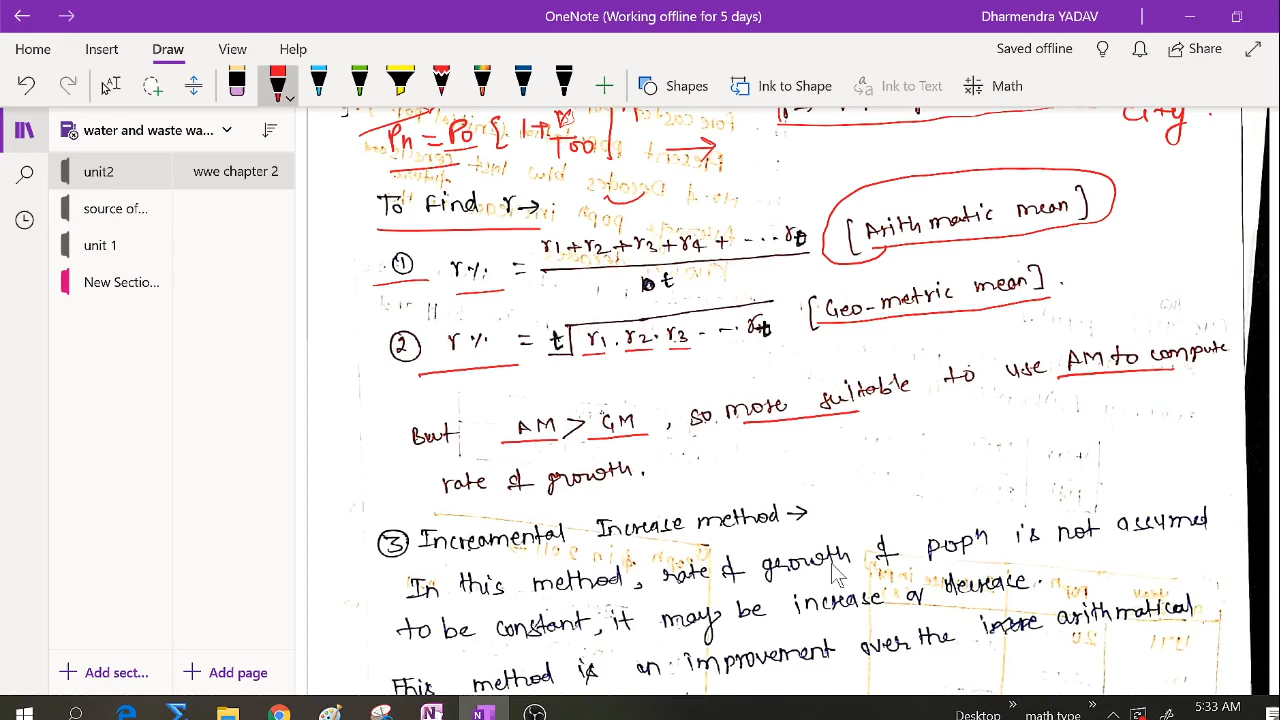 OneNote (Working offline for 5 days)
Dharmendra YADAV
Home Insert Draw View Help
Saved offline Share
Shapes Ink to Shape Ink to Text Math
water and waste wa...
unit2
wwe chapter 2
source of...
unit 1
New Sectio...
City.
Pn = Po { 1+ r/100 ]
To Find r→
① r% = r1+r2+r3+r4+ ---- rt / t [Arithmatic mean]
② r% = t√ r1. r2. r3 - -. rt [Geo-metric mean].
But AM > GM, so more suitable to use AM to compute
rate of growth.
③ Increamental Increase method →
In this method, rate of gerowth of popn is not assumed
to be constant, it may be increase or decrease.
This method is an improvement over the arithmatical
Add sect...
Add page
Desktop
math type
5:33 AM